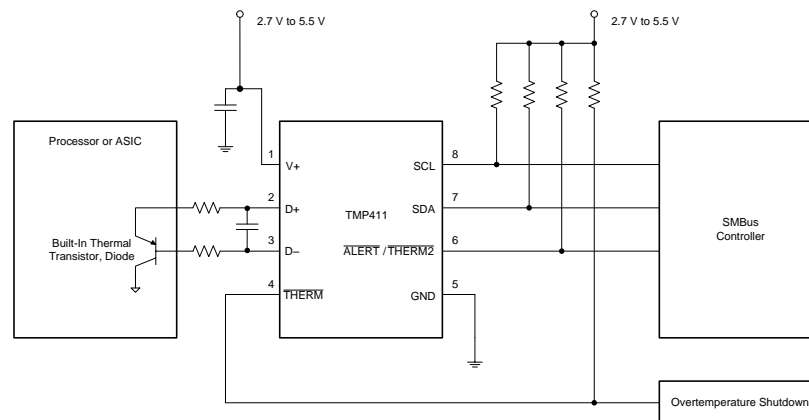 2.7 V to 5.5 V
2.7 V to 5.5 V
Processor or ASIC
Built-In Thermal
Transistor, Diode
1
V+
2
D+
3
D−
4
THERM
TMP411
SCL
8
SDA
7
ALERT / THERM2
6
GND
5
SMBus
Controller
Overtemperature Shutdown